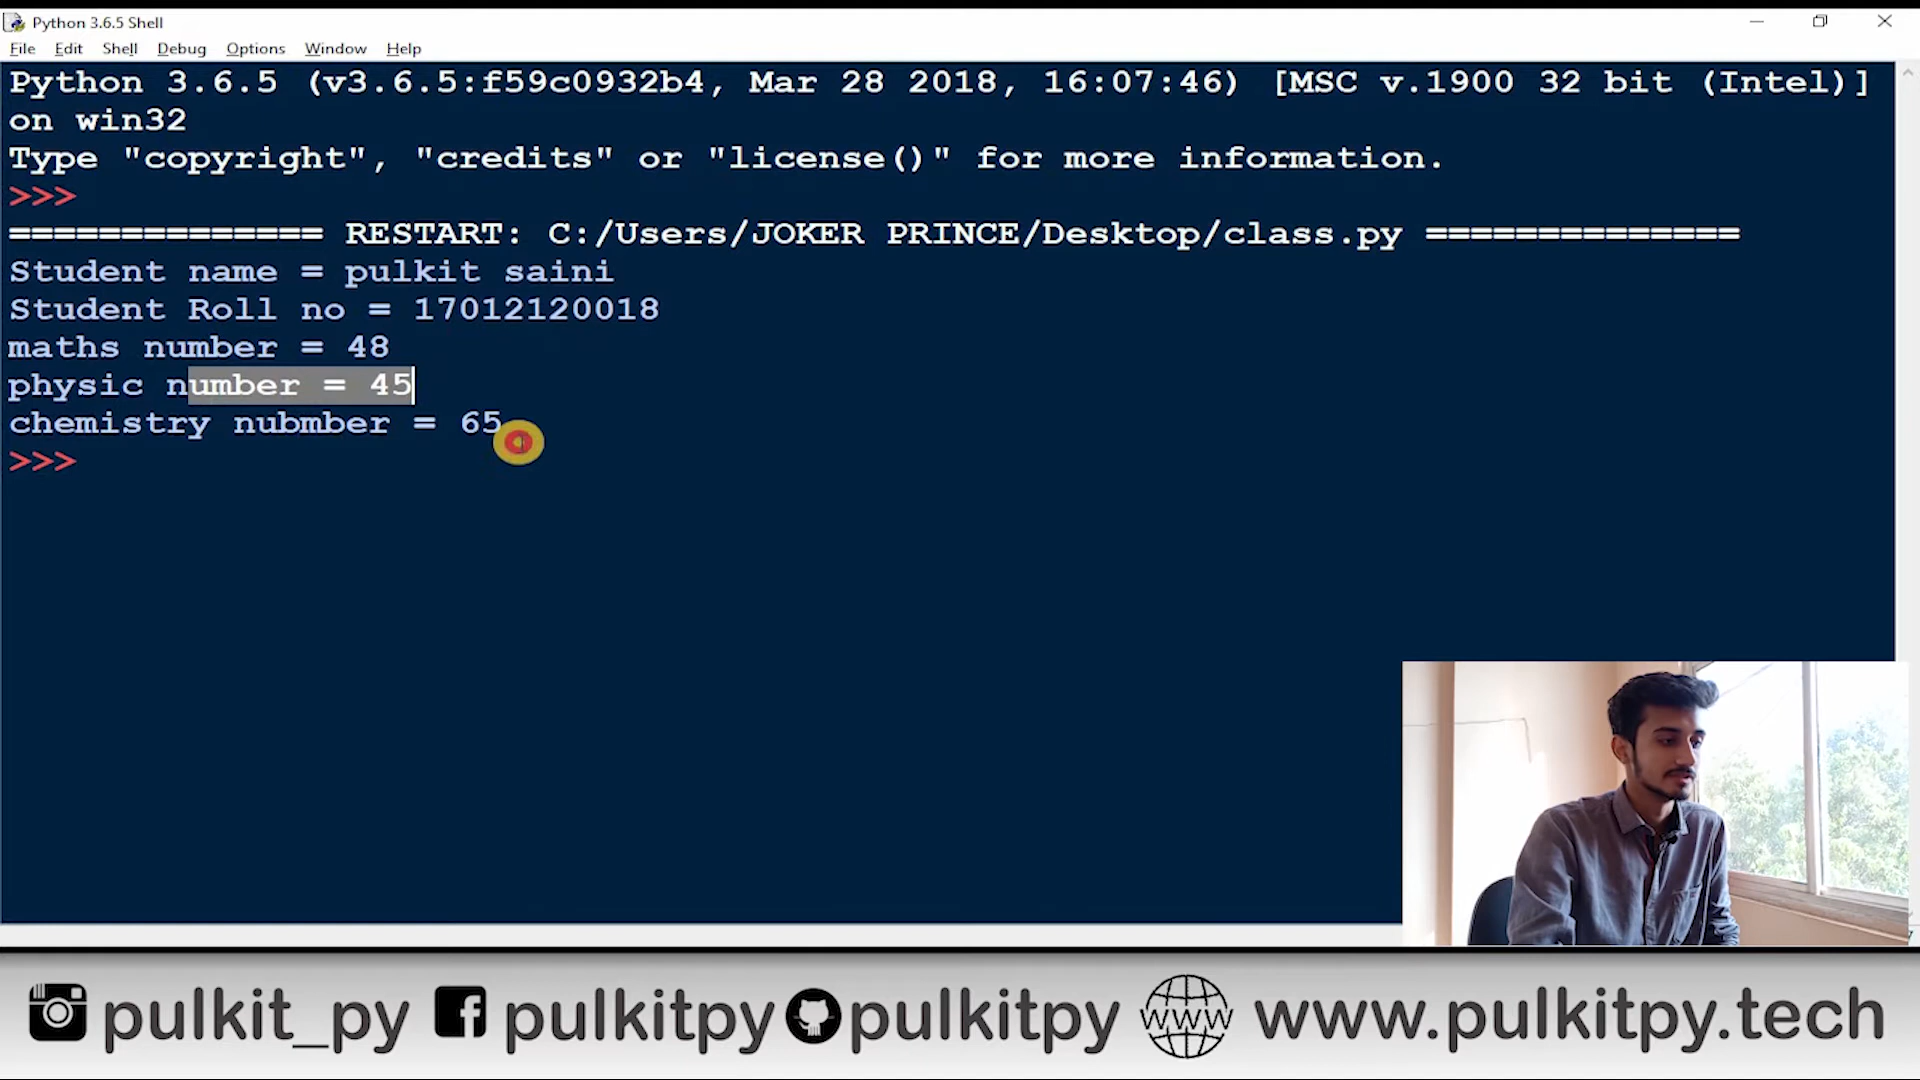 Python 3.6.5 Shell
File Edit Shell Debug Options Window Help
Python 3.6.5 (v3.6.5:f59c0932b4, Mar 28 2018, 16:07:46) [MSC v.1900 32 bit (Intel)]
on win32
Type "copyright", "credits" or "license()" for more information.
>>>
============== RESTART: C:/Users/JOKER PRINCE/Desktop/class.py ==============
Student name = pulkit saini
Student Roll no = 17012120018
maths number = 48
physic number = 45
chemistry nubmber = 65
>>>
pulkit_py pulkitpy pulkitpy www www.pulkitpy.tech